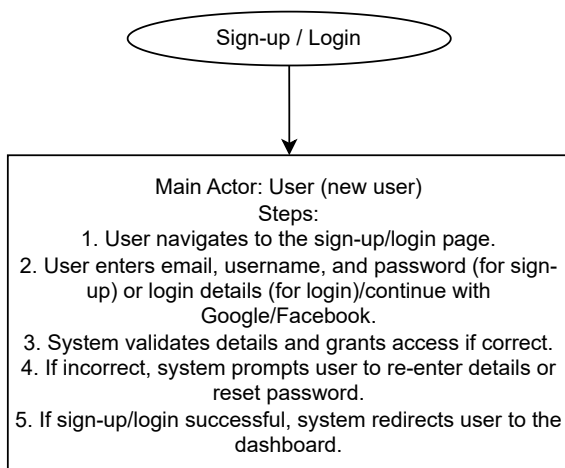 Sign-up / Login
Main Actor: User (new user)
Steps:
1. User navigates to the sign-up/login page.
2. User enters email, username, and password (for sign-
up) or login details (for login)/continue with
Google/Facebook.
3. System validates details and grants access if correct.
4. If incorrect, system prompts user to re-enter details or
reset password.
5. If sign-up/login successful, system redirects user to the
dashboard.